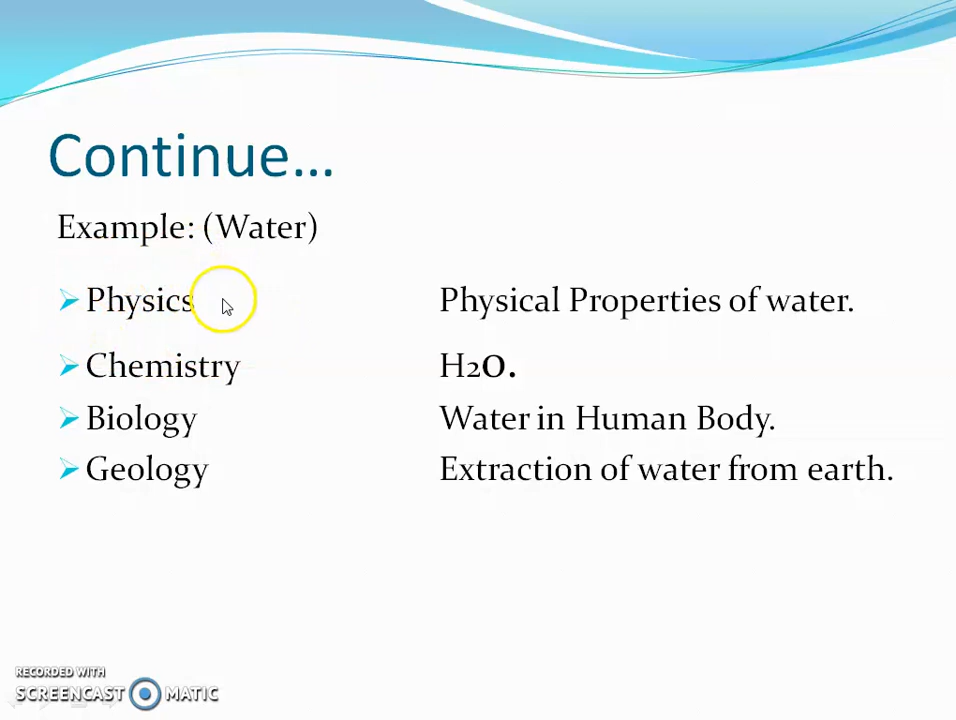 Continue…
Example: (Water)
Physics Physical Properties of water.
Chemistry H2O.
Biology Water in Human Body.
Geology Extraction of water from earth.
RECORDED WITH
SCREENCAST MATIC